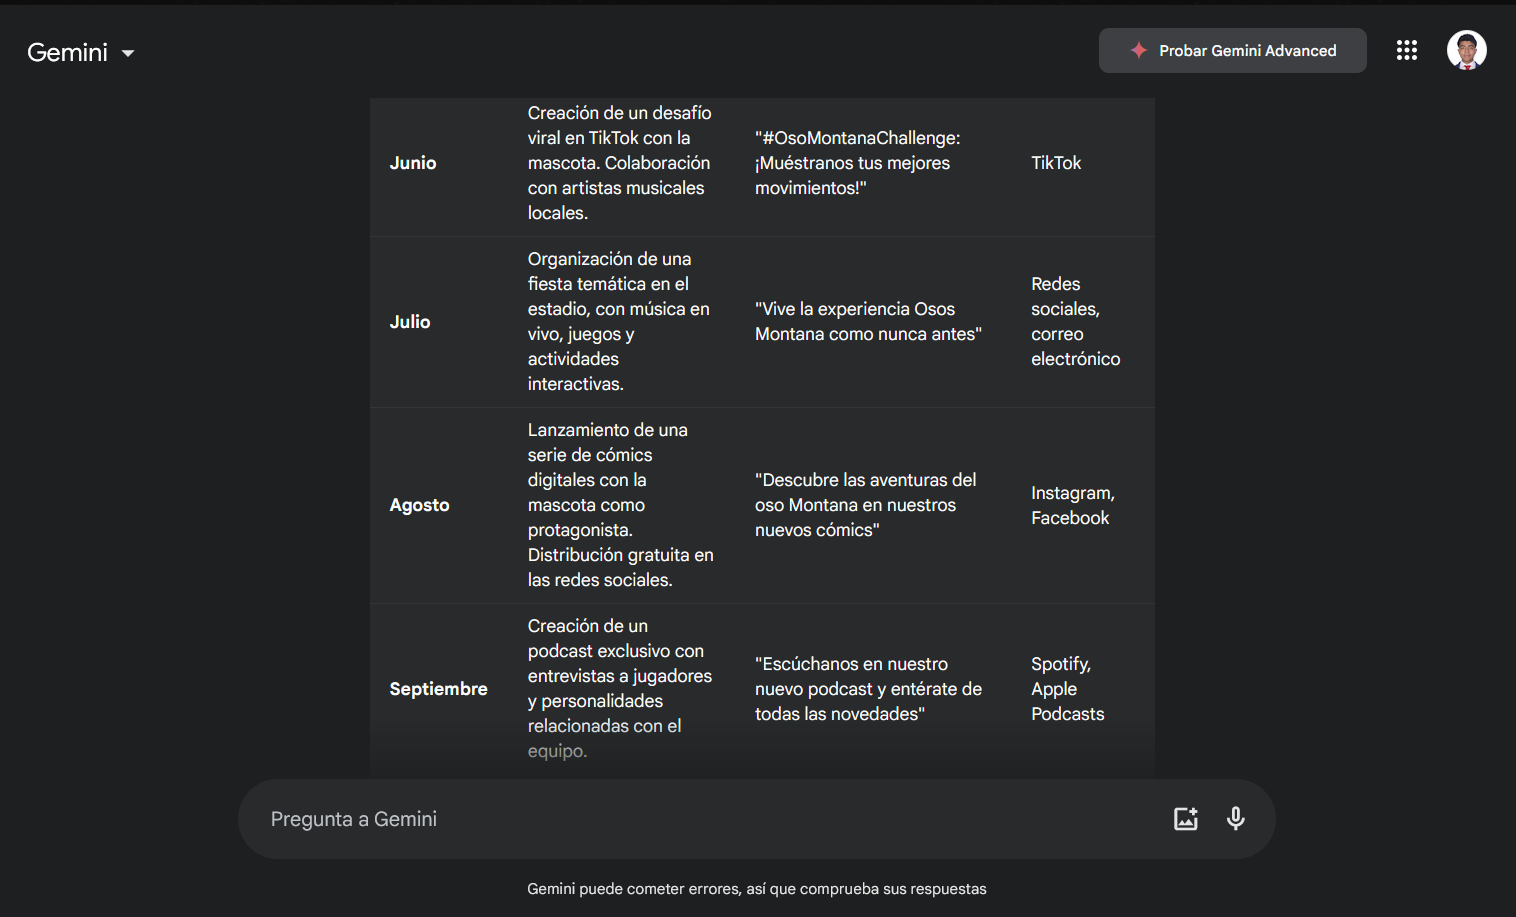 Gemini
Probar Gemini Advanced
Junio
Creación de un desafío
viral en TikTok con la
mascota. Colaboración
con artistas musicales
locales.
"#OsoMontanaChallenge:
¡Muéstranos tus mejores
movimientos!"
TikTok
Julio
Organización de una
fiesta temática en el
estadio, con música en
vivo, juegos y
actividades
interactivas.
"Vive la experiencia Osos
Montana como nunca antes"
Redes
sociales,
correo
electrónico
Agosto
Lanzamiento de una
serie de cómics
digitales con la
mascota como
protagonista.
Distribución gratuita en
las redes sociales.
"Descubre las aventuras del
oso Montana en nuestros
nuevos cómics"
Instagram,
Facebook
Septiembre
Creación de un
podcast exclusivo con
entrevistas a jugadores
y personalidades
relacionadas con el
equipo.
"Escúchanos en nuestro
nuevo podcast y entérate de
todas las novedades"
Spotify,
Apple
Podcasts
Pregunta a Gemini
Gemini puede cometer errores, así que comprueba sus respuestas